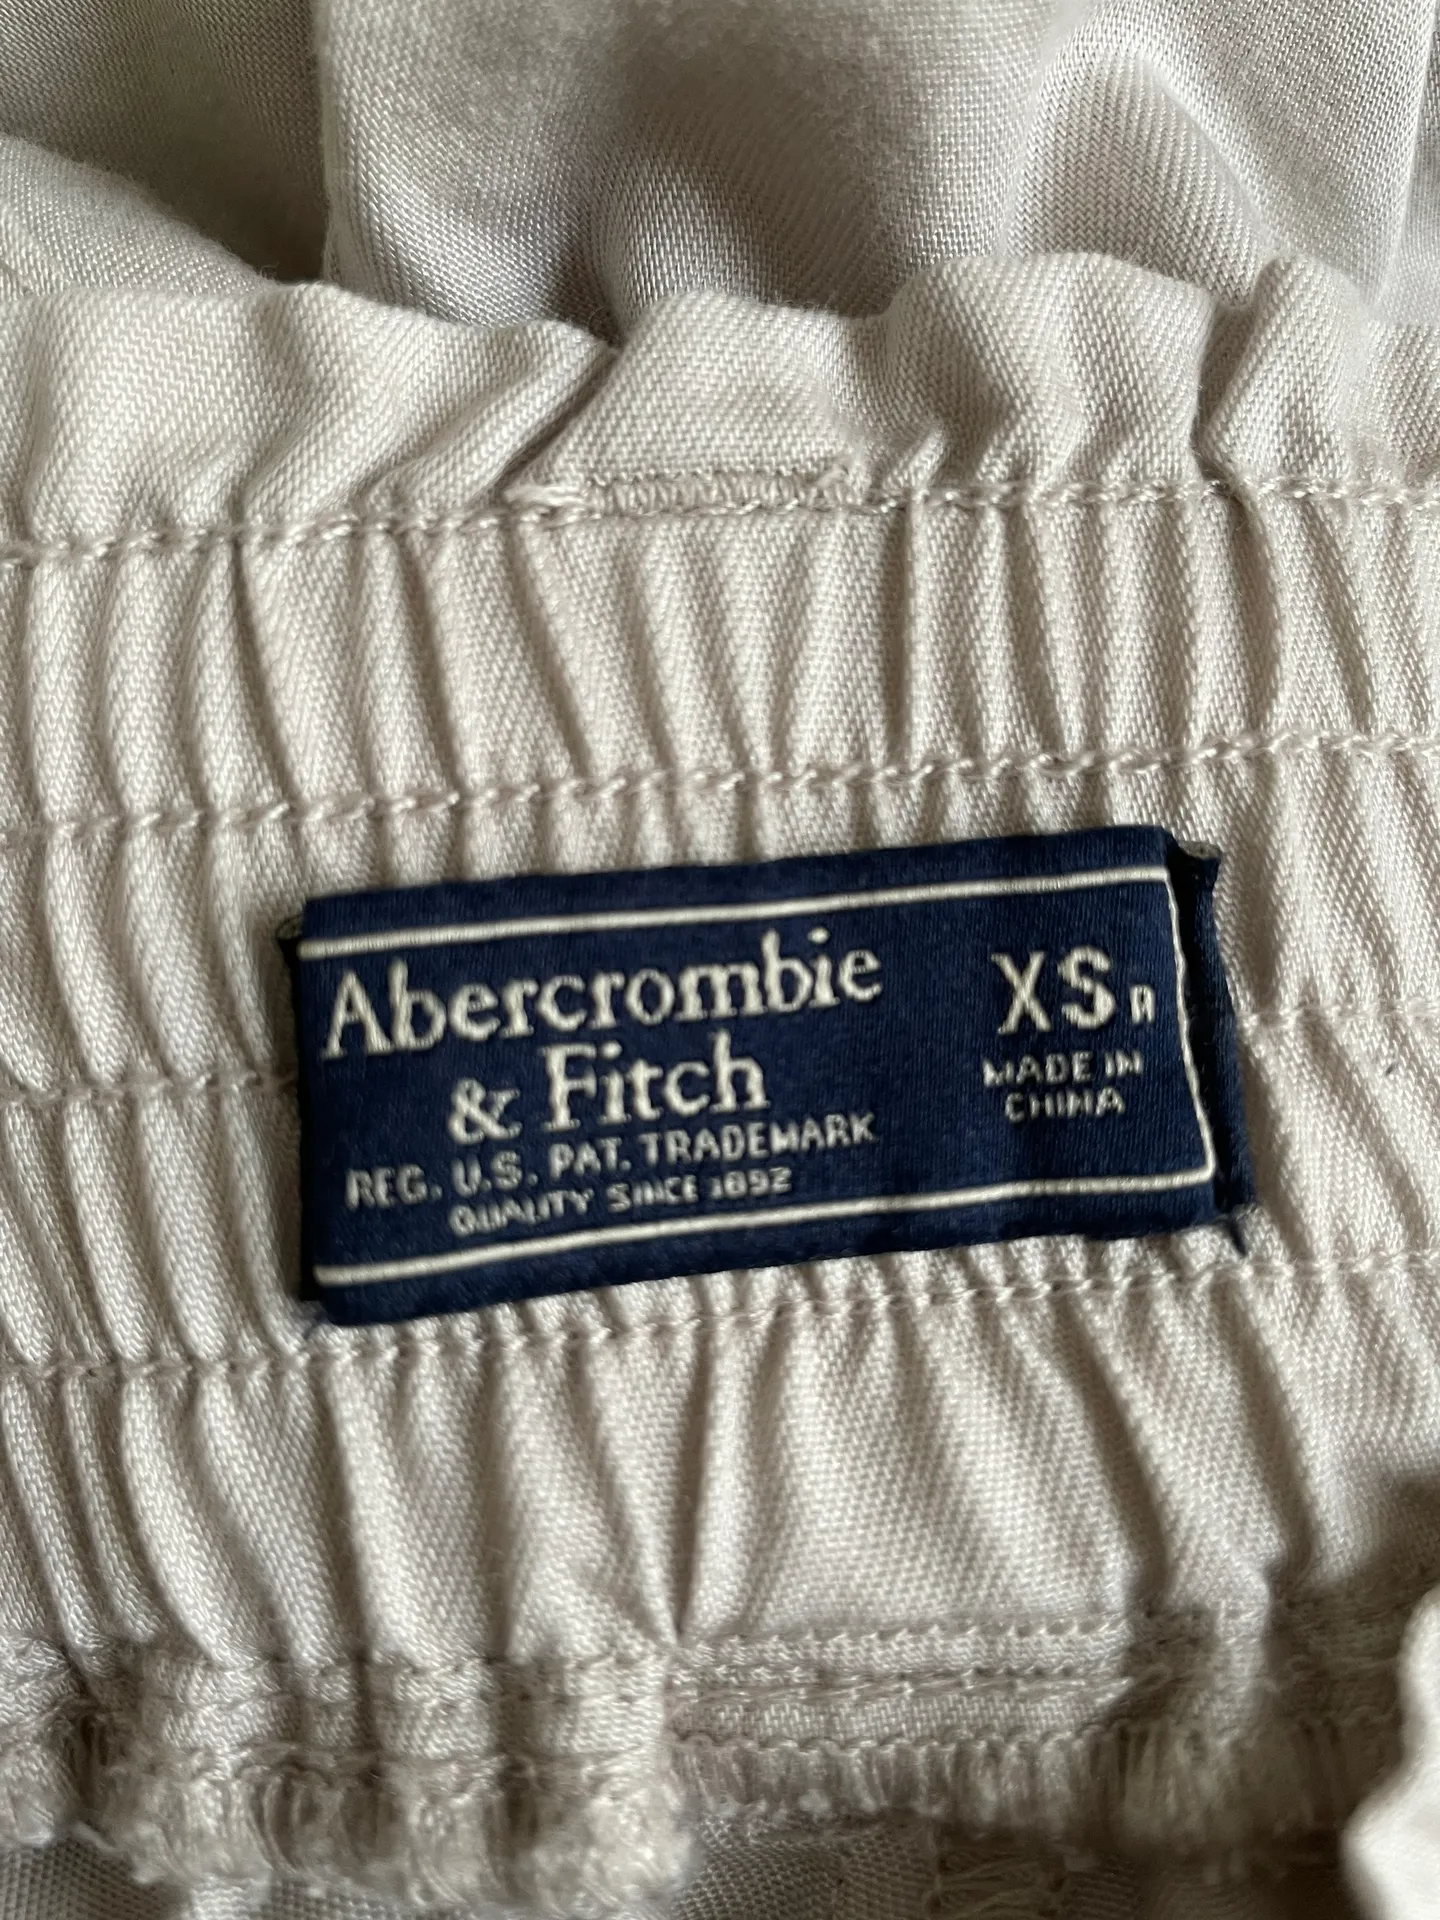 Abercrombie
& Fitch
REG. U.S. PAT. TRADEMARK
QUALITY SINCE 1892
XS R
MADE IN
CHINA